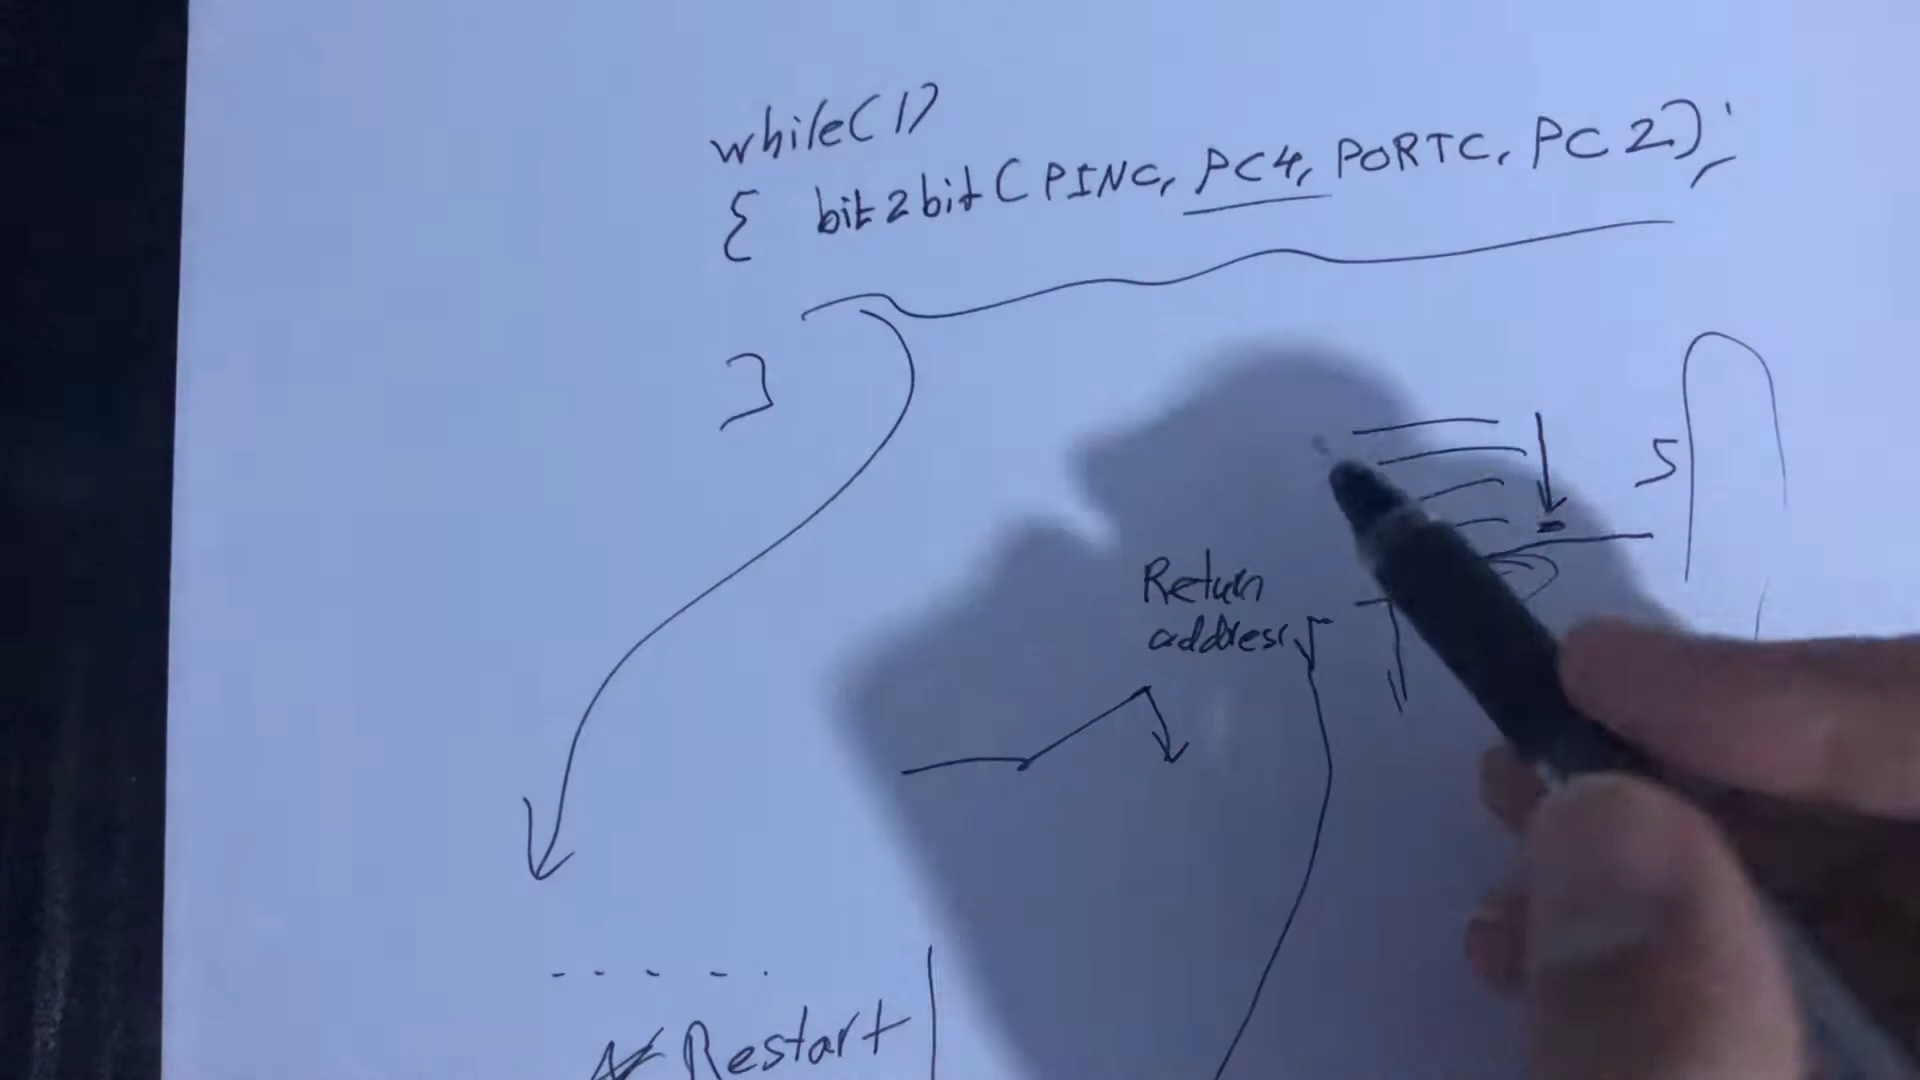 while(1)
{ bit2bit(PINC, PC4, PORTC, PC2);
}
5
Return
address
- - - - -
Restart